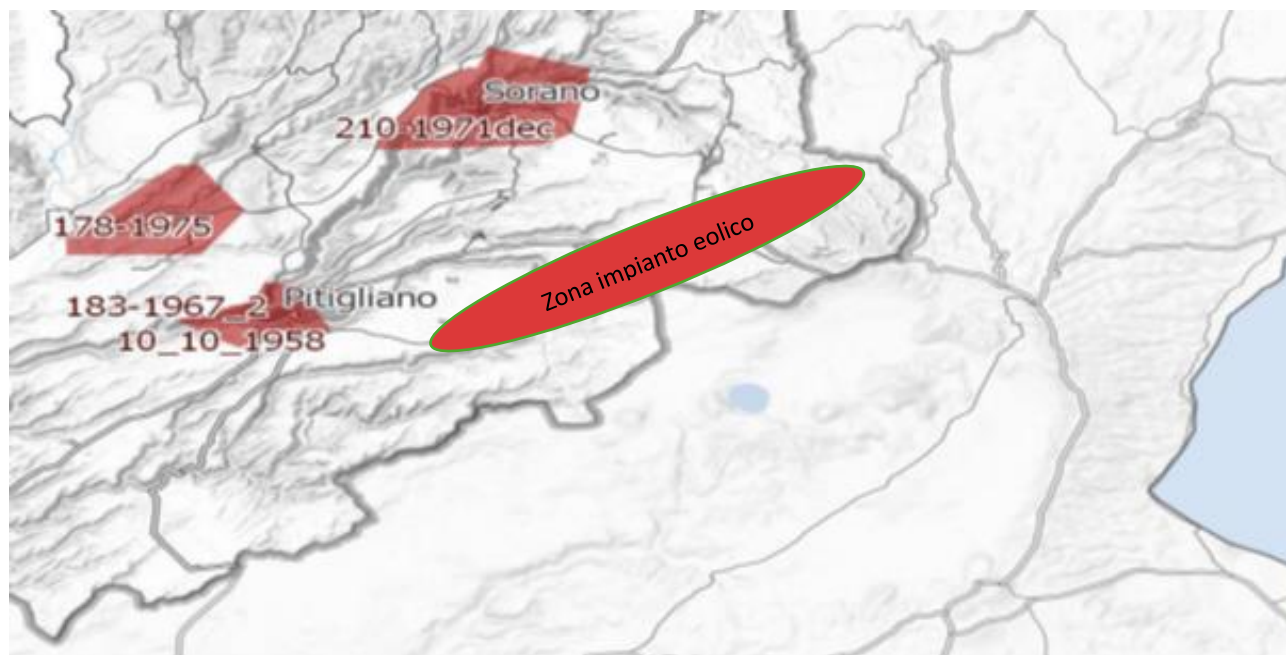 Sorano
210-1971dec
178-1975
Zona impianto eolico
Pitigliano
183-1967_2
10_10_1958